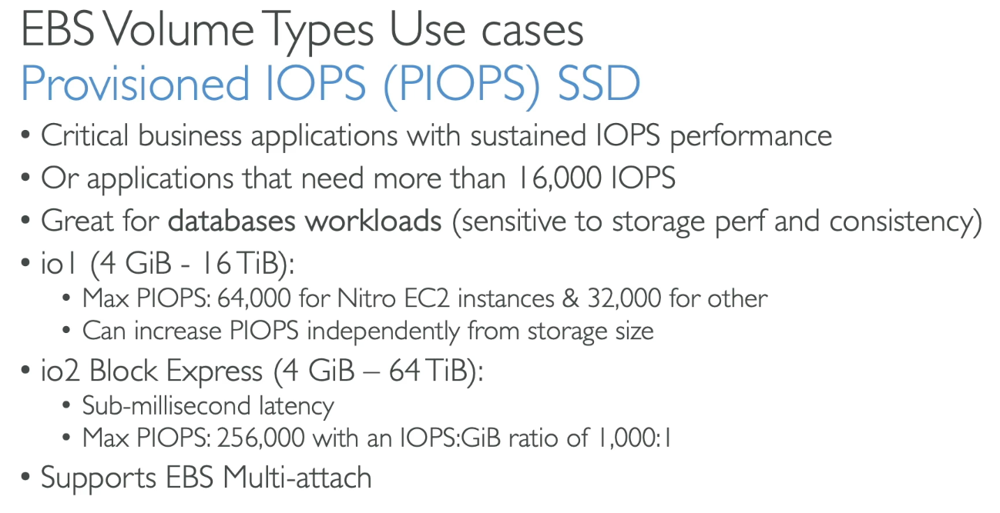 EBS Volume Types Use cases
Provisioned IOPS (PIOPS) SSD
• Critical business applications with sustained IOPS performance
• Or applications that need more than 16,000 IOPS
• Great for databases workloads (sensitive to storage perf and consistency)
• io1 (4 GiB - 16 TiB):
• Max PIOPS: 64,000 for Nitro EC2 instances & 32,000 for other
• Can increase PIOPS independently from storage size
• io2 Block Express (4 GiB – 64 TiB):
• Sub-millisecond latency
• Max PIOPS: 256,000 with an IOPS:GiB ratio of 1,000:1
• Supports EBS Multi-attach